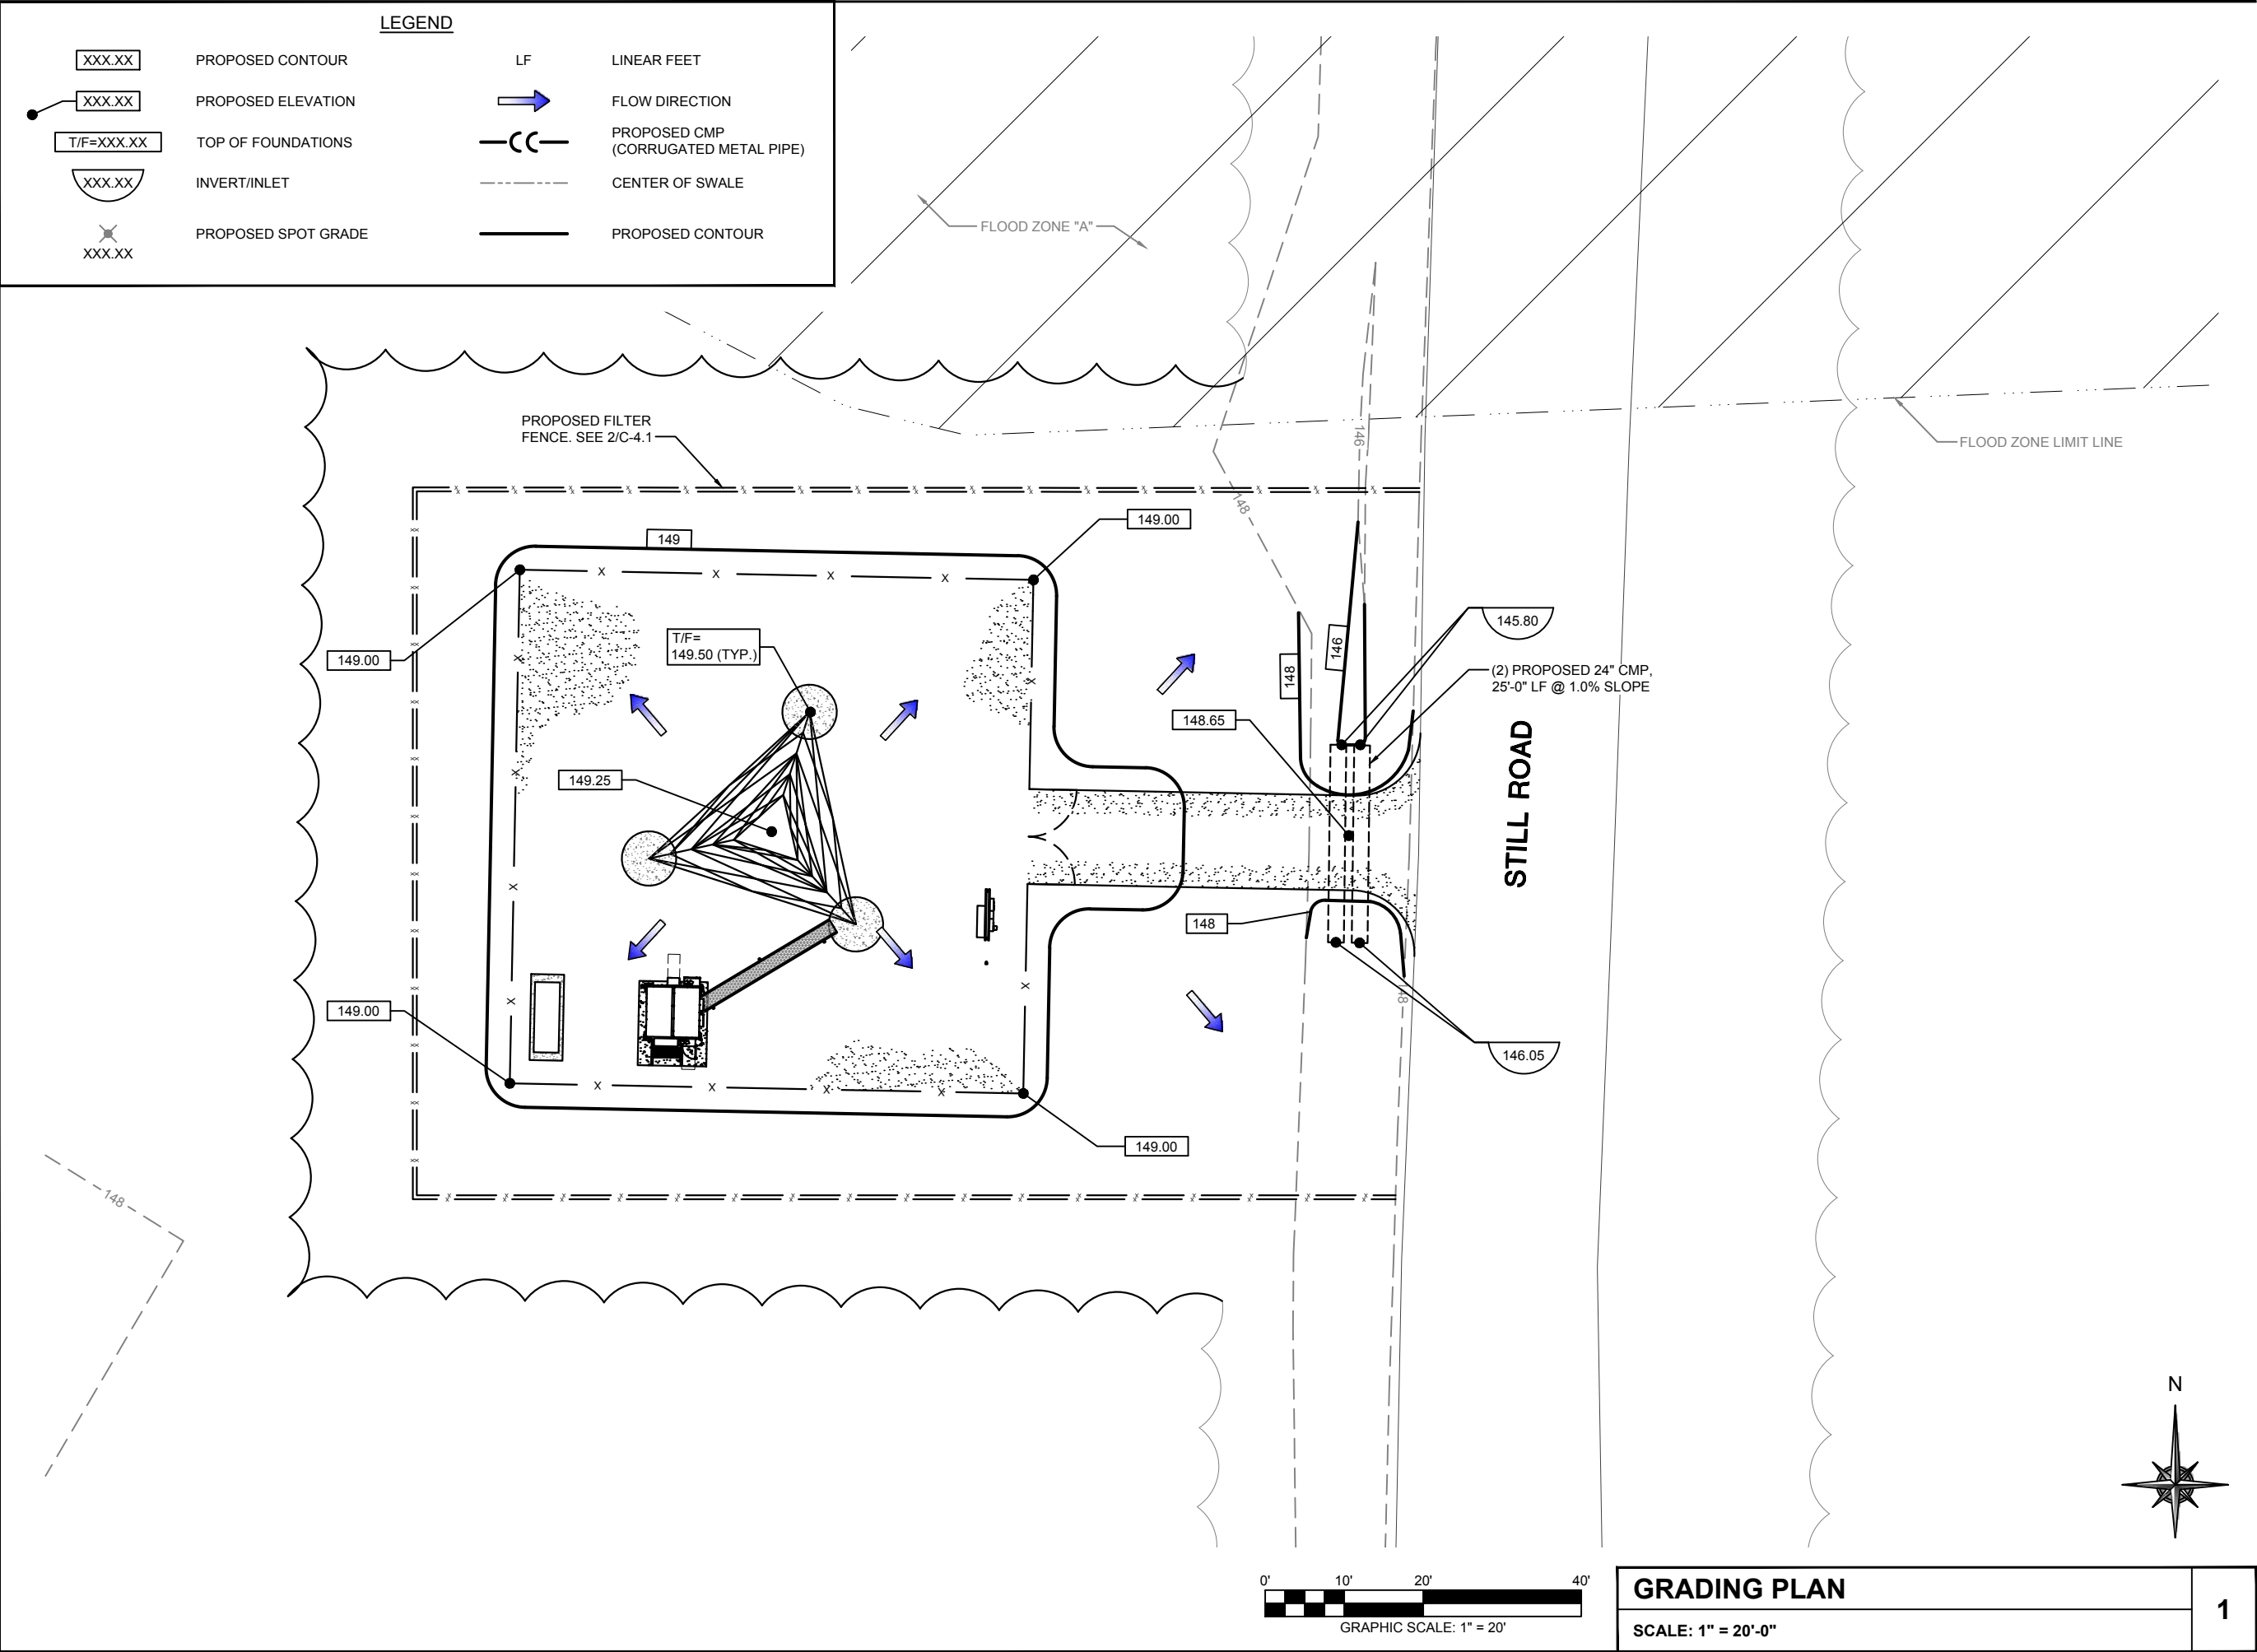 LEGEND
XXX.XX PROPOSED CONTOUR
XXX.XX PROPOSED ELEVATION
T/F=XXX.XX TOP OF FOUNDATIONS
XXX.XX INVERT/INLET
XXX.XX PROPOSED SPOT GRADE
LF LINEAR FEET
FLOW DIRECTION
PROPOSED CMP
(CORRUGATED METAL PIPE)
CENTER OF SWALE
PROPOSED CONTOUR
FLOOD ZONE "A"
PROPOSED FILTER
FENCE. SEE 2/C-4.1
146
FLOOD ZONE LIMIT LINE
148
149.00
149
T/F=
149.50 (TYP.)
149.00
148
146
145.80
(2) PROPOSED 24" CMP,
25'-0" LF @ 1.0% SLOPE
148.65
149.25
STILL ROAD
148
148
149.00
146.05
149.00
148
N
0' 10' 20' 40'
GRAPHIC SCALE: 1" = 20'
GRADING PLAN
SCALE: 1" = 20'-0"
1